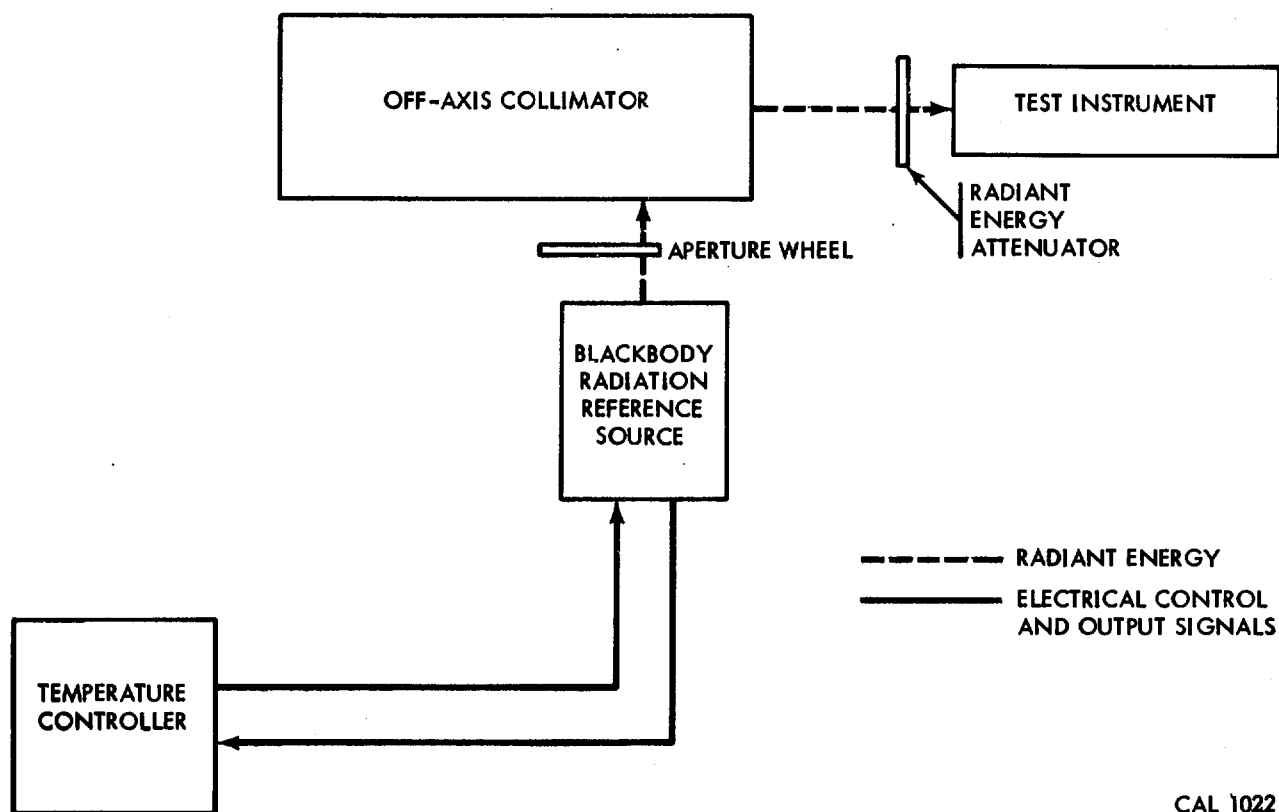 OFF-AXIS COLLIMATOR
TEST INSTRUMENT
RADIANT
ENERGY
ATTENUATOR
APERTURE WHEEL
BLACKBODY
RADIATION
REFERENCE
SOURCE
RADIANT ENERGY
ELECTRICAL CONTROL
AND OUTPUT SIGNALS
TEMPERATURE
CONTROLLER
CAL 1022